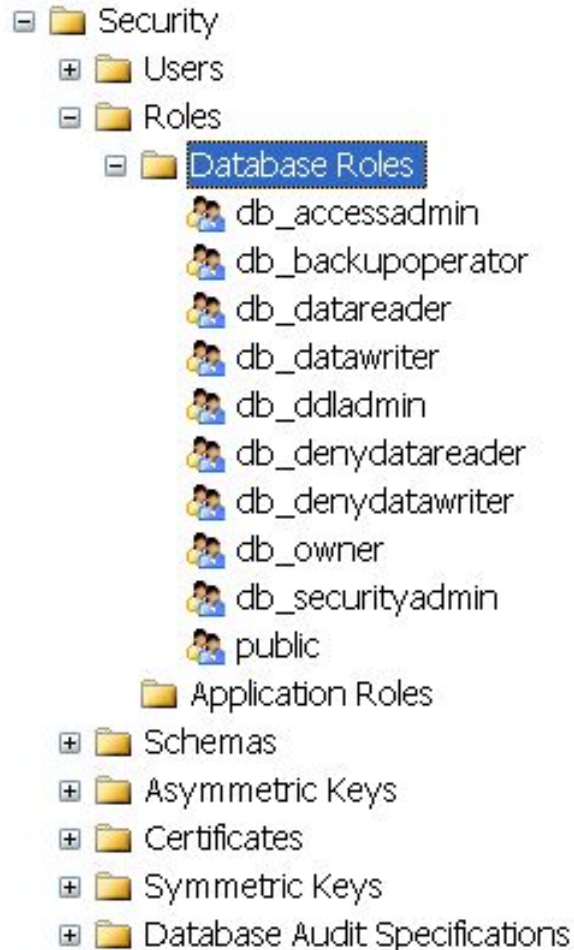 Security
Users
Roles
Database Roles
db_accessadmin
db_backupoperator
db_datareader
db_datawriter
db_ddladmin
db_denydatareader
db_denydatawriter
db_owner
db_securityadmin
public
Application Roles
Schemas
Asymmetric Keys
Certificates
Symmetric Keys
Database Audit Specifications